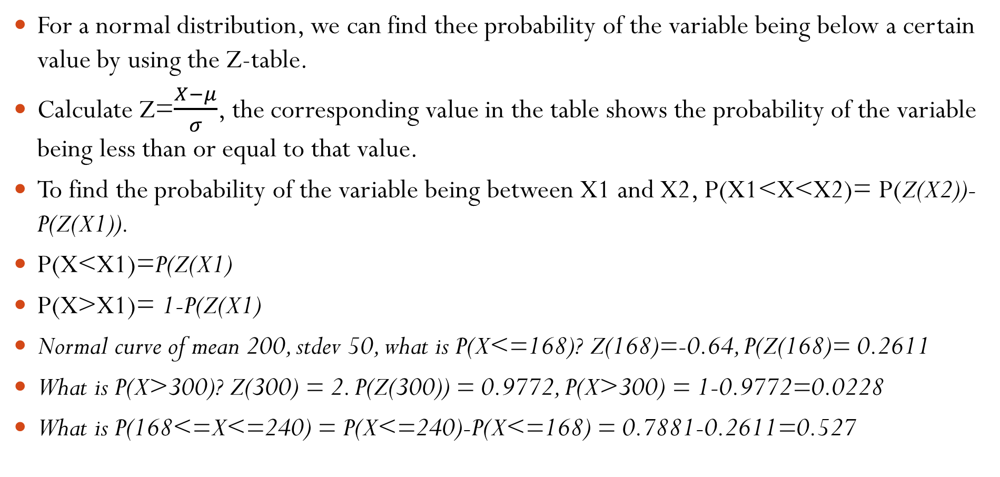 • For a normal distribution, we can find thee probability of the variable being below a certain
value by using the Z-table.
• Calculate Z=\frac{X-μ}{σ}, the corresponding value in the table shows the probability of the variable
being less than or equal to that value.
• To find the probability of the variable being between X1 and X2, P(X1<X<X2)= P(Z(X2))-
P(Z(X1)).
• P(X<X1)=P(Z(X1)
• P(X>X1)= 1-P(Z(X1)
• Normal curve of mean 200, stdev 50, what is P(X<=168)? Z(168)=-0.64, P(Z(168)= 0.2611
• What is P(X>300)? Z(300) = 2. P(Z(300)) = 0.9772, P(X>300) = 1-0.9772=0.0228
• What is P(168<=X<=240) = P(X<=240)-P(X<=168) = 0.7881-0.2611=0.527